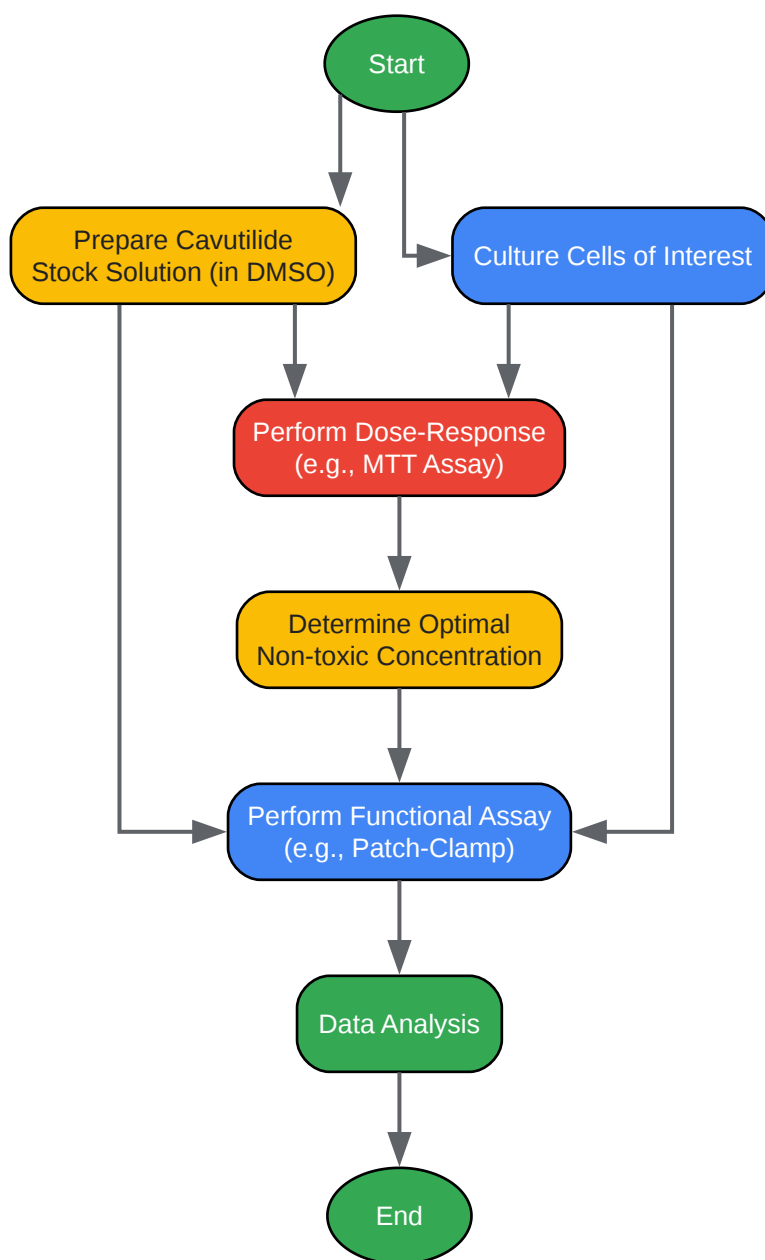 Start
Prepare Cavutilide
Stock Solution (in DMSO)
Culture Cells of Interest
Perform Dose-Response
(e.g., MTT Assay)
Determine Optimal
Non-toxic Concentration
Perform Functional Assay
(e.g., Patch-Clamp)
Data Analysis
End